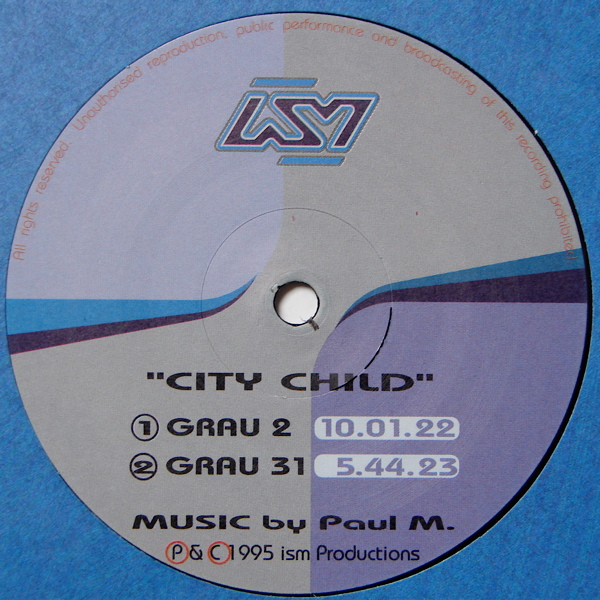 All rights reserved. Unauthorised reproduction, public performance and broadcasting of this recording prohibited!
ISM
"CITY CHILD"
1 GRAU 2 10.01.22
2 GRAU 31 5.44.23
MUSIC by Paul M.
P & C 1995 ism Productions